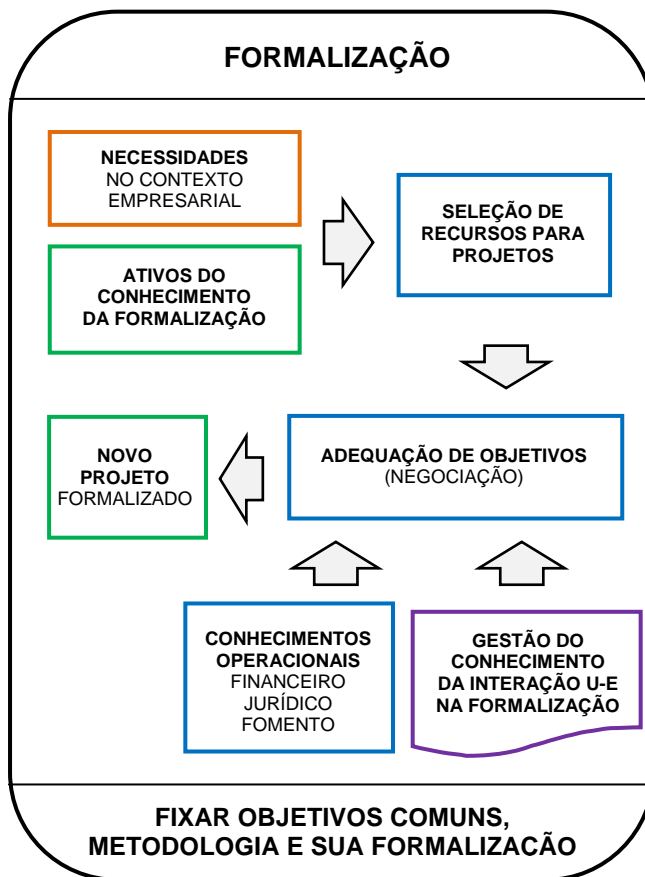 FORMALIZAÇÃO
NECESSIDADES
NO CONTEXTO
EMPRESARIAL
SELEÇÃO DE
RECURSOS PARA
PROJETOS
ATIVOS DO
CONHECIMENTO
DA FORMALIZAÇÃO
NOVO
PROJETO
FORMALIZADO
ADEQUAÇÃO DE OBJETIVOS
(NEGOCIAÇÃO)
CONHECIMENTOS
OPERACIONAIS
FINANCEIRO
JURÍDICO
FOMENTO
GESTÃO DO
CONHECIMENTO
DA INTERAÇÃO U-E
NA FORMALIZAÇÃO
FIXAR OBJETIVOS COMUNS,
METODOLOGIA E SUA FORMALIZAÇÃO